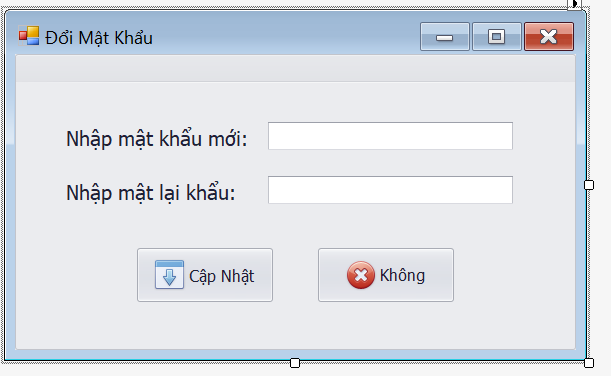 Đổi Mật Khẩu
Nhập mật khẩu mới:
Nhập mật lại khẩu:
Cập Nhật
Không